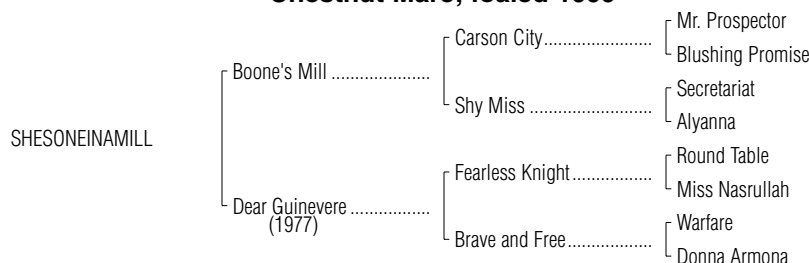 Chestnut Mare; foaled
Mr. Prospector
Carson City
Blushing Promise
Boone's Mill
Secretariat
Shy Miss
Alyanna
SHESONEINAMILL
Round Table
Fearless Knight
Miss Nasrullah
Dear Guinevere
(1977)
Warfare
Brave and Free
Donna Armona